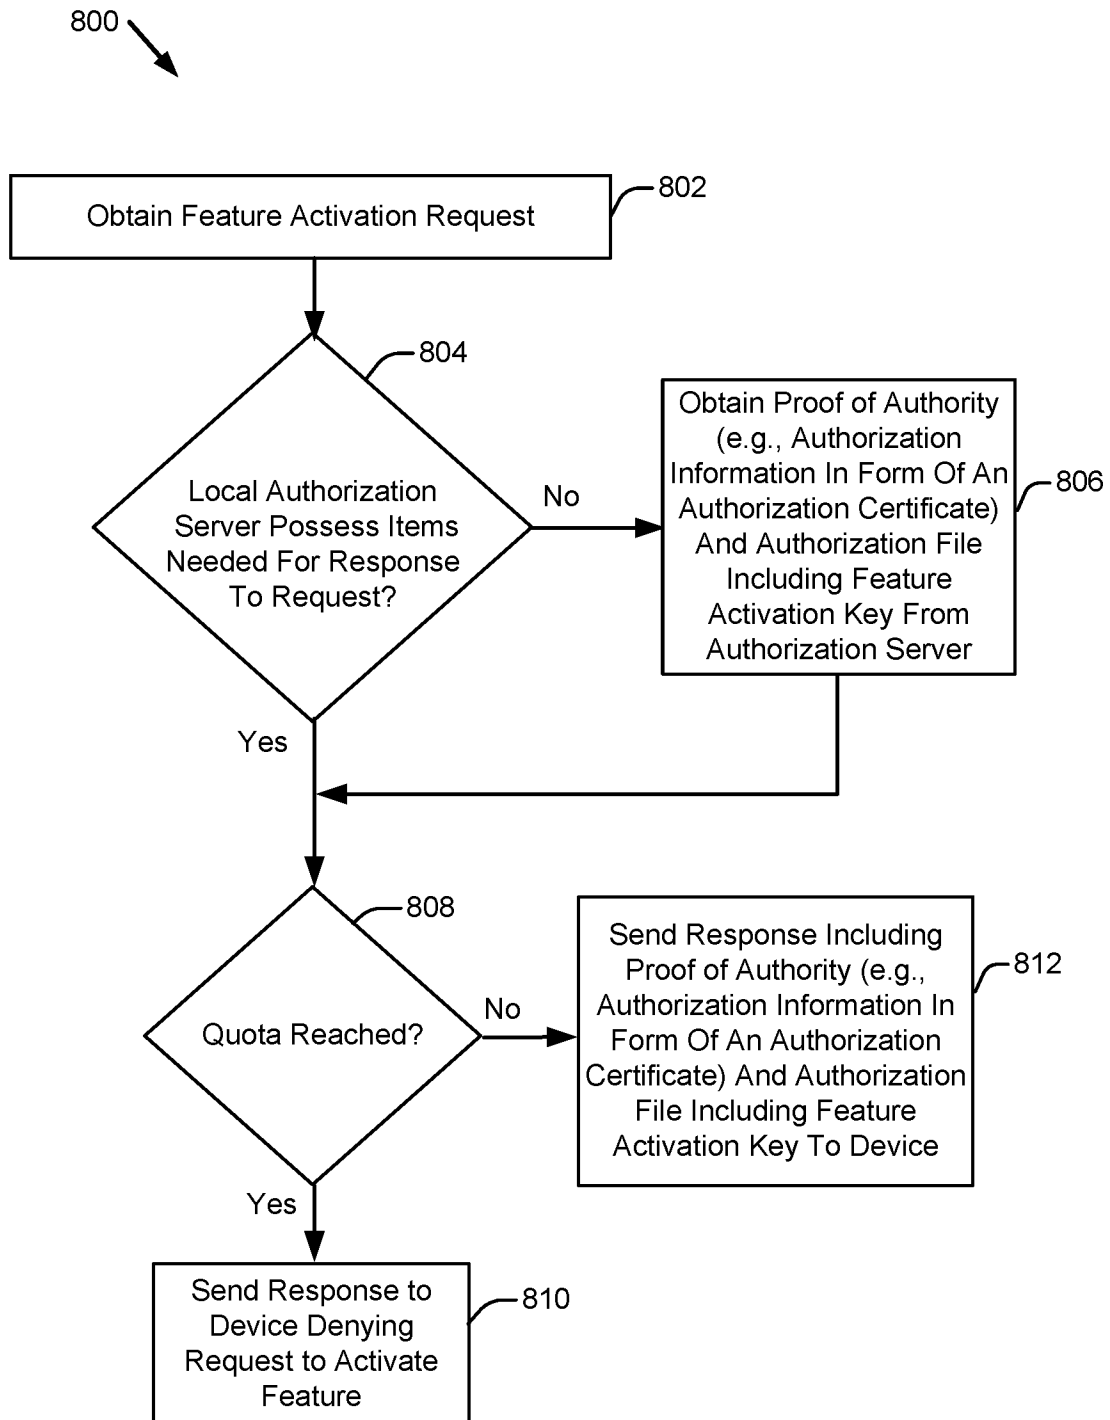 800
802
Obtain Feature Activation Request
804
Local Authorization
Server Possess Items
Needed For Response
To Request?
No
Obtain Proof of Authority
(e.g., Authorization
Information In Form Of An
Authorization Certificate)
And Authorization File
Including Feature
Activation Key From
Authorization Server
806
Yes
808
Quota Reached?
No
Send Response Including
Proof of Authority (e.g.,
Authorization Information In
Form Of An Authorization
Certificate) And Authorization
File Including Feature
Activation Key To Device
812
Yes
Send Response to
Device Denying
Request to Activate
Feature
810